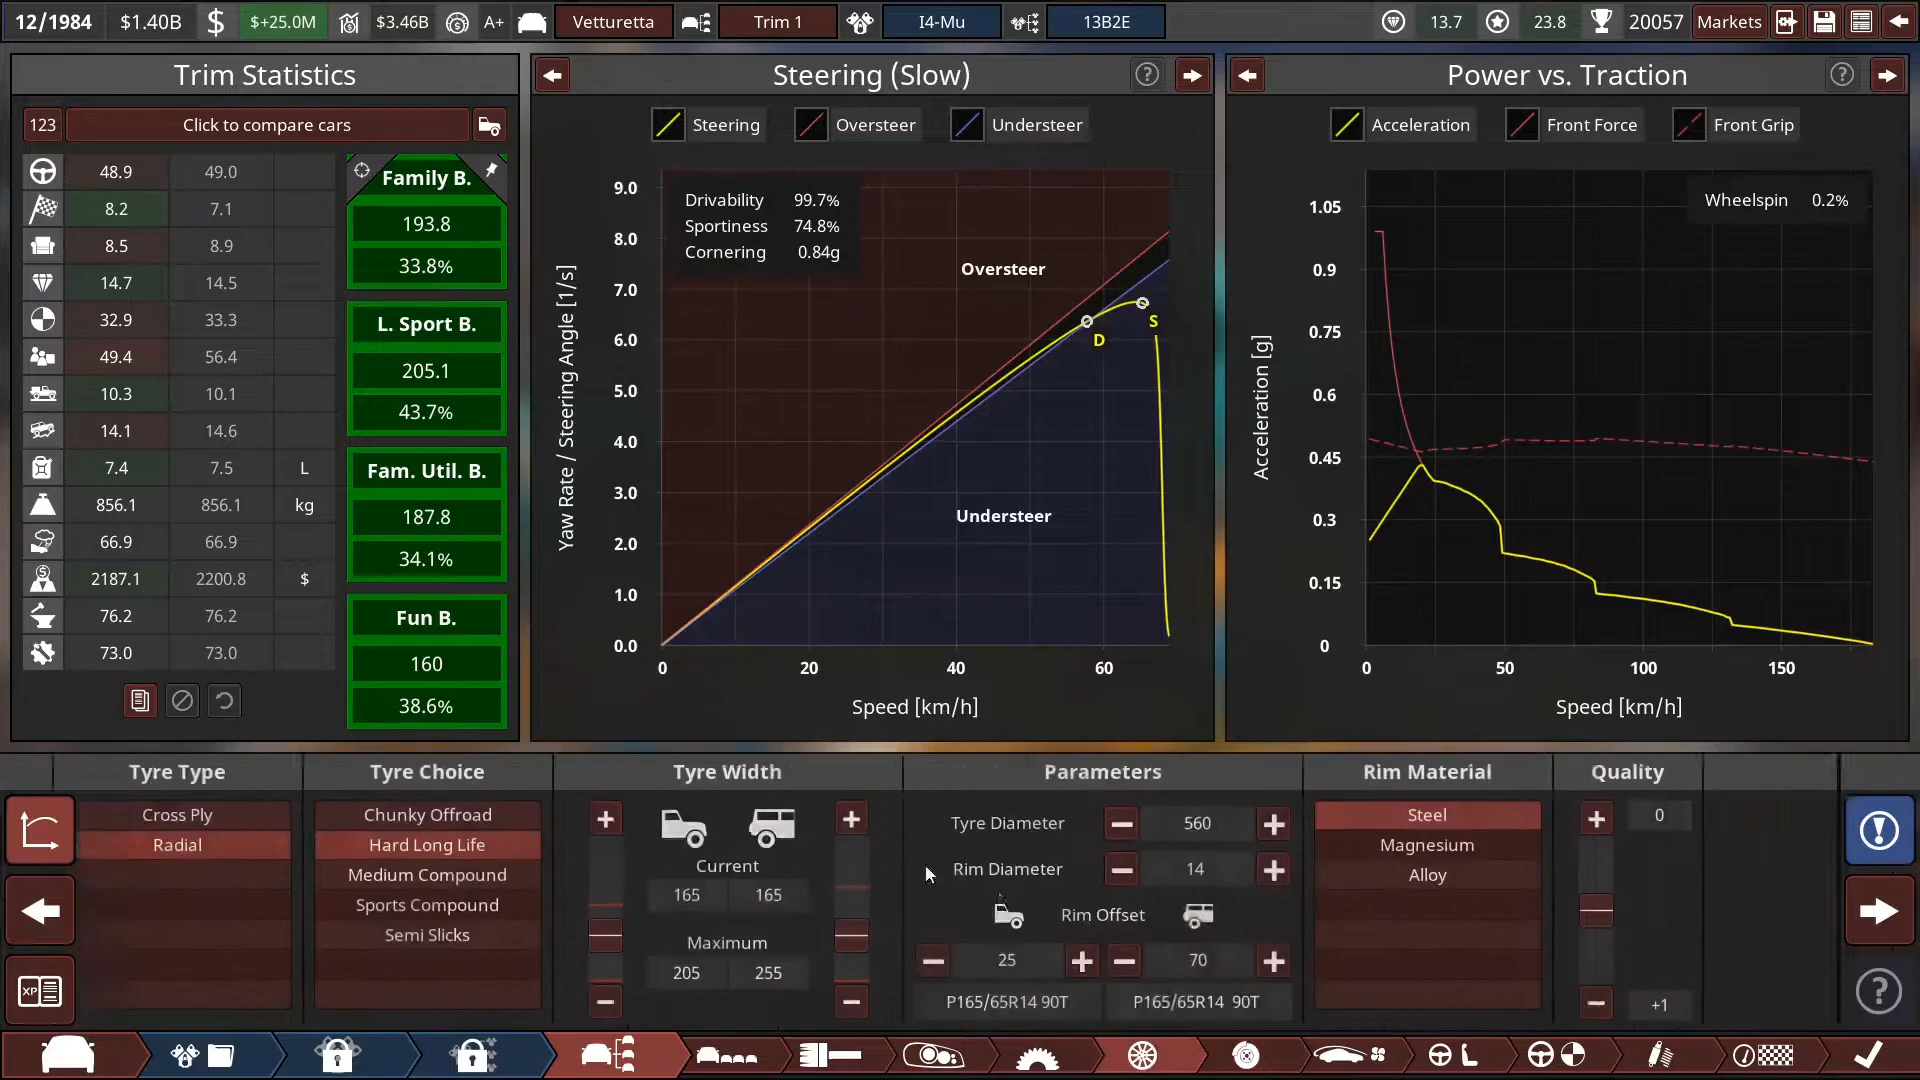 12/1984 $1.40B $+25.0M $3.46B A+ Vetturetta Trim 1 I4-Mu 13B2E 13.7 23.8 20057 Markets
Trim Statistics
123 Click to compare cars
48.9 49.0
8.2 7.1
8.5 8.9
14.7 14.5
32.9 33.3
49.4 56.4
10.3 10.1
14.1 14.6
7.4 7.5 L
856.1 856.1 kg
66.9 66.9
2187.1 2200.8 $
76.2 76.2
73.0 73.0
Family B.
193.8
33.8%
L. Sport B.
205.1
43.7%
Fam. Util. B.
187.8
34.1%
Fun B.
160
38.6%
Steering (Slow) ?
Steering Oversteer Understeer
Drivability 99.7%
Sportiness 74.8%
Cornering 0.84g
Yaw Rate / Steering Angle [1/s]
9.0
8.0
7.0
6.0
5.0
4.0
3.0
2.0
1.0
0.0
Oversteer
S
D
Understeer
0 20 40 60
Speed [km/h]
Power vs. Traction ?
Acceleration Front Force Front Grip
Wheelspin 0.2%
Acceleration [g]
1.05
0.9
0.75
0.6
0.45
0.3
0.15
0
0 50 100 150
Speed [km/h]
Tyre Type
Cross Ply
Radial
Tyre Choice
Chunky Offroad
Hard Long Life
Medium Compound
Sports Compound
Semi Slicks
Tyre Width
Current
165 165
Maximum
205 255
Parameters
Tyre Diameter 560
Rim Diameter 14
Rim Offset
25 70
P165/65R14 90T P165/65R14 90T
Rim Material
Steel
Magnesium
Alloy
Quality
0
+1
XP
?